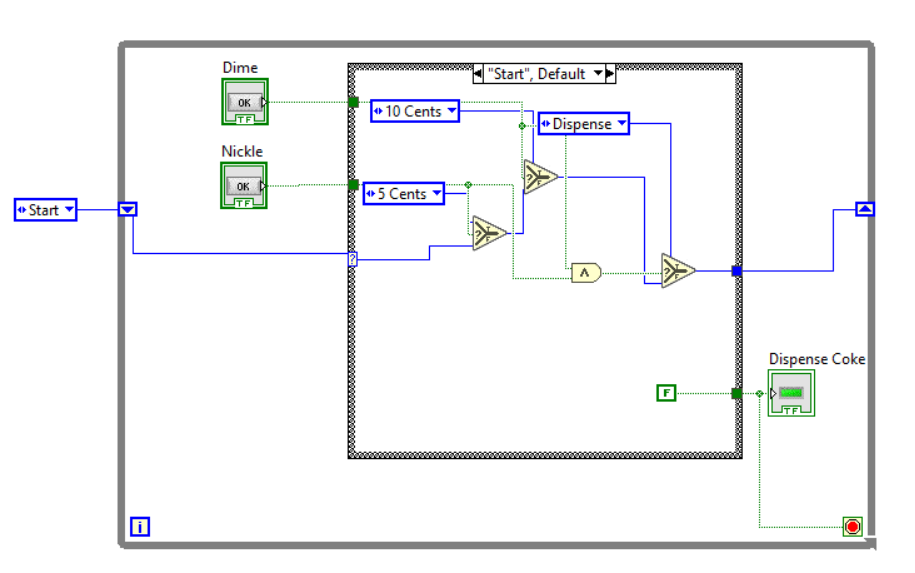 Dime
OK
TF
Nickle
OK
TF
Start
"Start", Default
10 Cents
Dispense
5 Cents
?
T
F
?
T
F
?
∧
?
T
F
F
Dispense Coke
TF
i